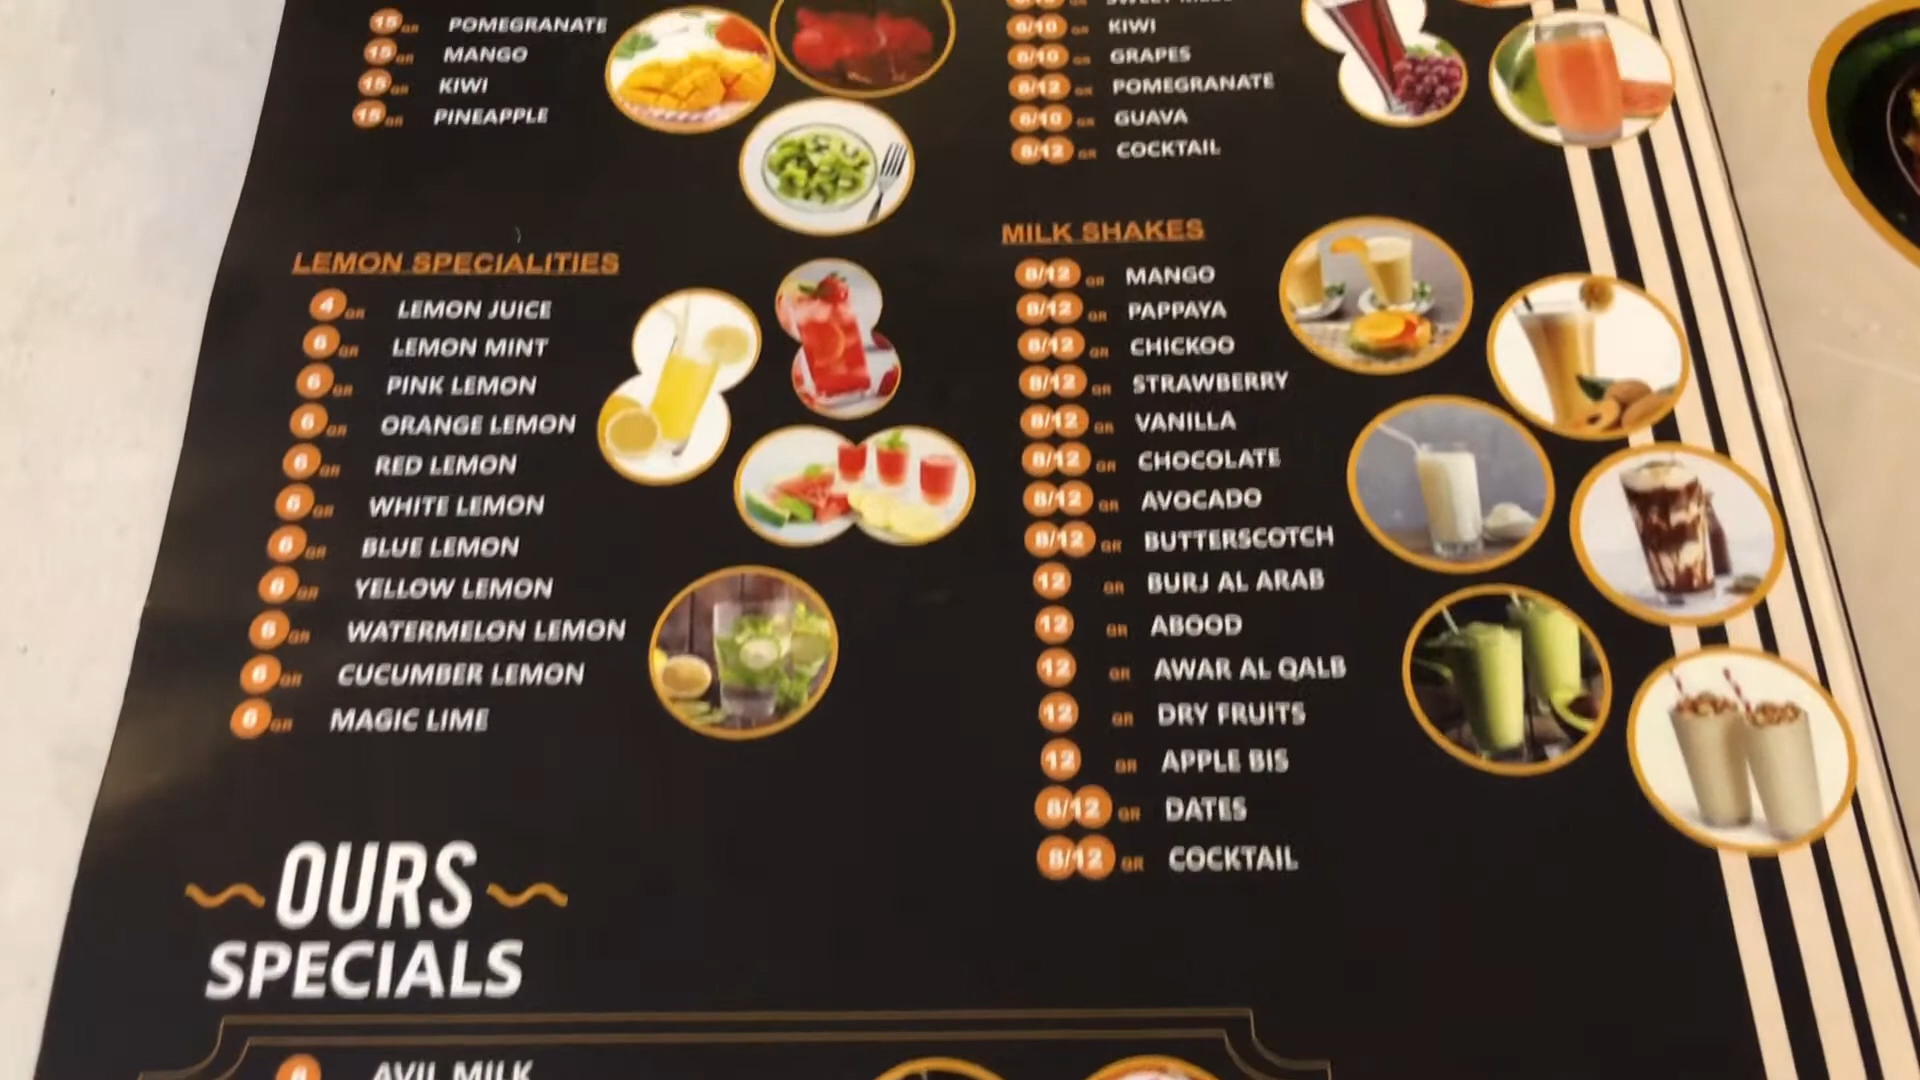 15 QR POMEGRANATE
15 QR MANGO
15 QR KIWI
15 QR PINEAPPLE
LEMON SPECIALITIES
4 QR LEMON JUICE
6 QR LEMON MINT
6 QR PINK LEMON
6 QR ORANGE LEMON
6 QR RED LEMON
6 QR WHITE LEMON
6 QR BLUE LEMON
6 QR YELLOW LEMON
6 QR WATERMELON LEMON
6 QR CUCUMBER LEMON
6 QR MAGIC LIME
OURS
SPECIALS
AVIL MILK
8/10 QR KIWI
8/10 QR GRAPES
8/12 QR POMEGRANATE
8/10 QR GUAVA
8/12 QR COCKTAIL
MILK SHAKES
8/12 QR MANGO
8/12 QR PAPPAYA
8/12 QR CHICKOO
8/12 QR STRAWBERRY
8/12 QR VANILLA
8/12 QR CHOCOLATE
8/12 QR AVOCADO
8/12 QR BUTTERSCOTCH
12 QR BURJ AL ARAB
12 QR ABOOD
12 QR AWAR AL QALB
12 QR DRY FRUITS
12 QR APPLE BIS
8/12 QR DATES
8/12 QR COCKTAIL